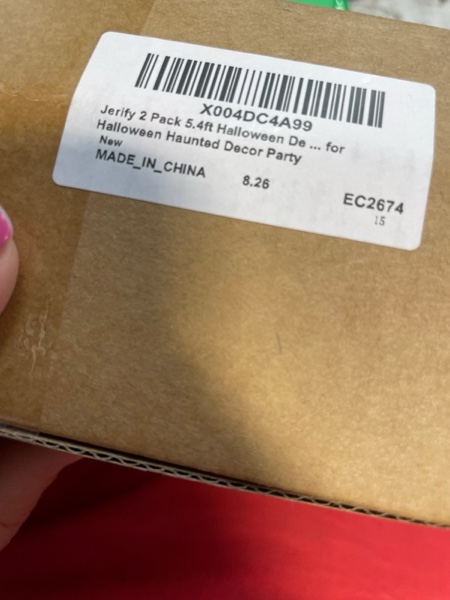 X004DC4A99
Jerify 2 Pack 5.4ft Halloween De ... for
Halloween Haunted Decor Party
New
MADE_IN_CHINA
8.26
EC2674
15